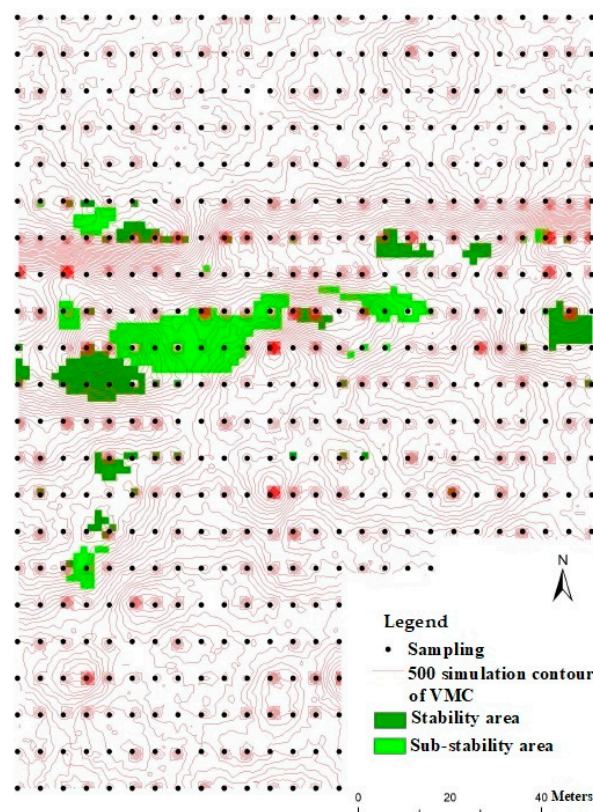 N
Legend
Sampling
500 simulation contour
of VMC
Stability area
Sub-stability area
0 20 40 Meters